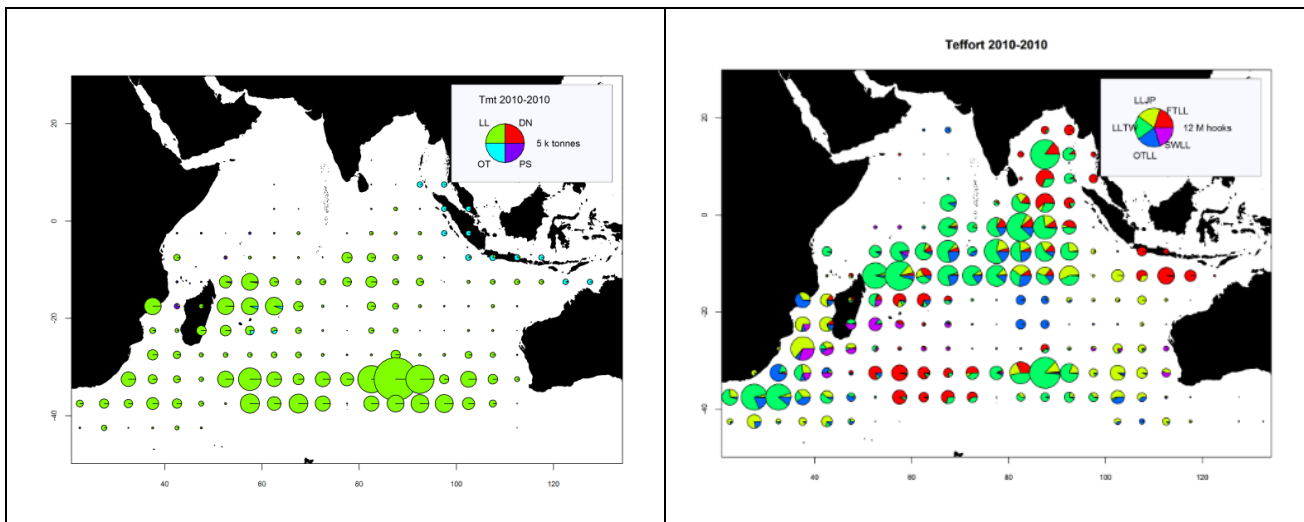 Tmt 2010-2010
LL DN
5 k tonnes
OT PS
20
0
-20
-40
40 60 80 100 120
Teffort 2010-2010
LLJP
FTLL
LLTW 12 M hooks
SWLL
OTLL
20
0
-20
-40
40 60 80 100 120